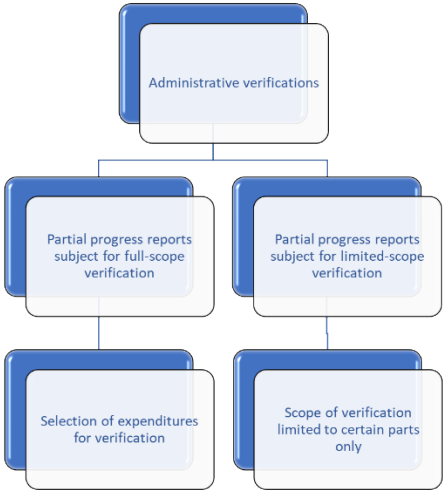 Administrative verifications
Partial progress reports
subject for full-scope
verification
Partial progress reports
subject for limited-scope
verification
Selection of expenditures
for verification
Scope of verification
limited to certain parts
only